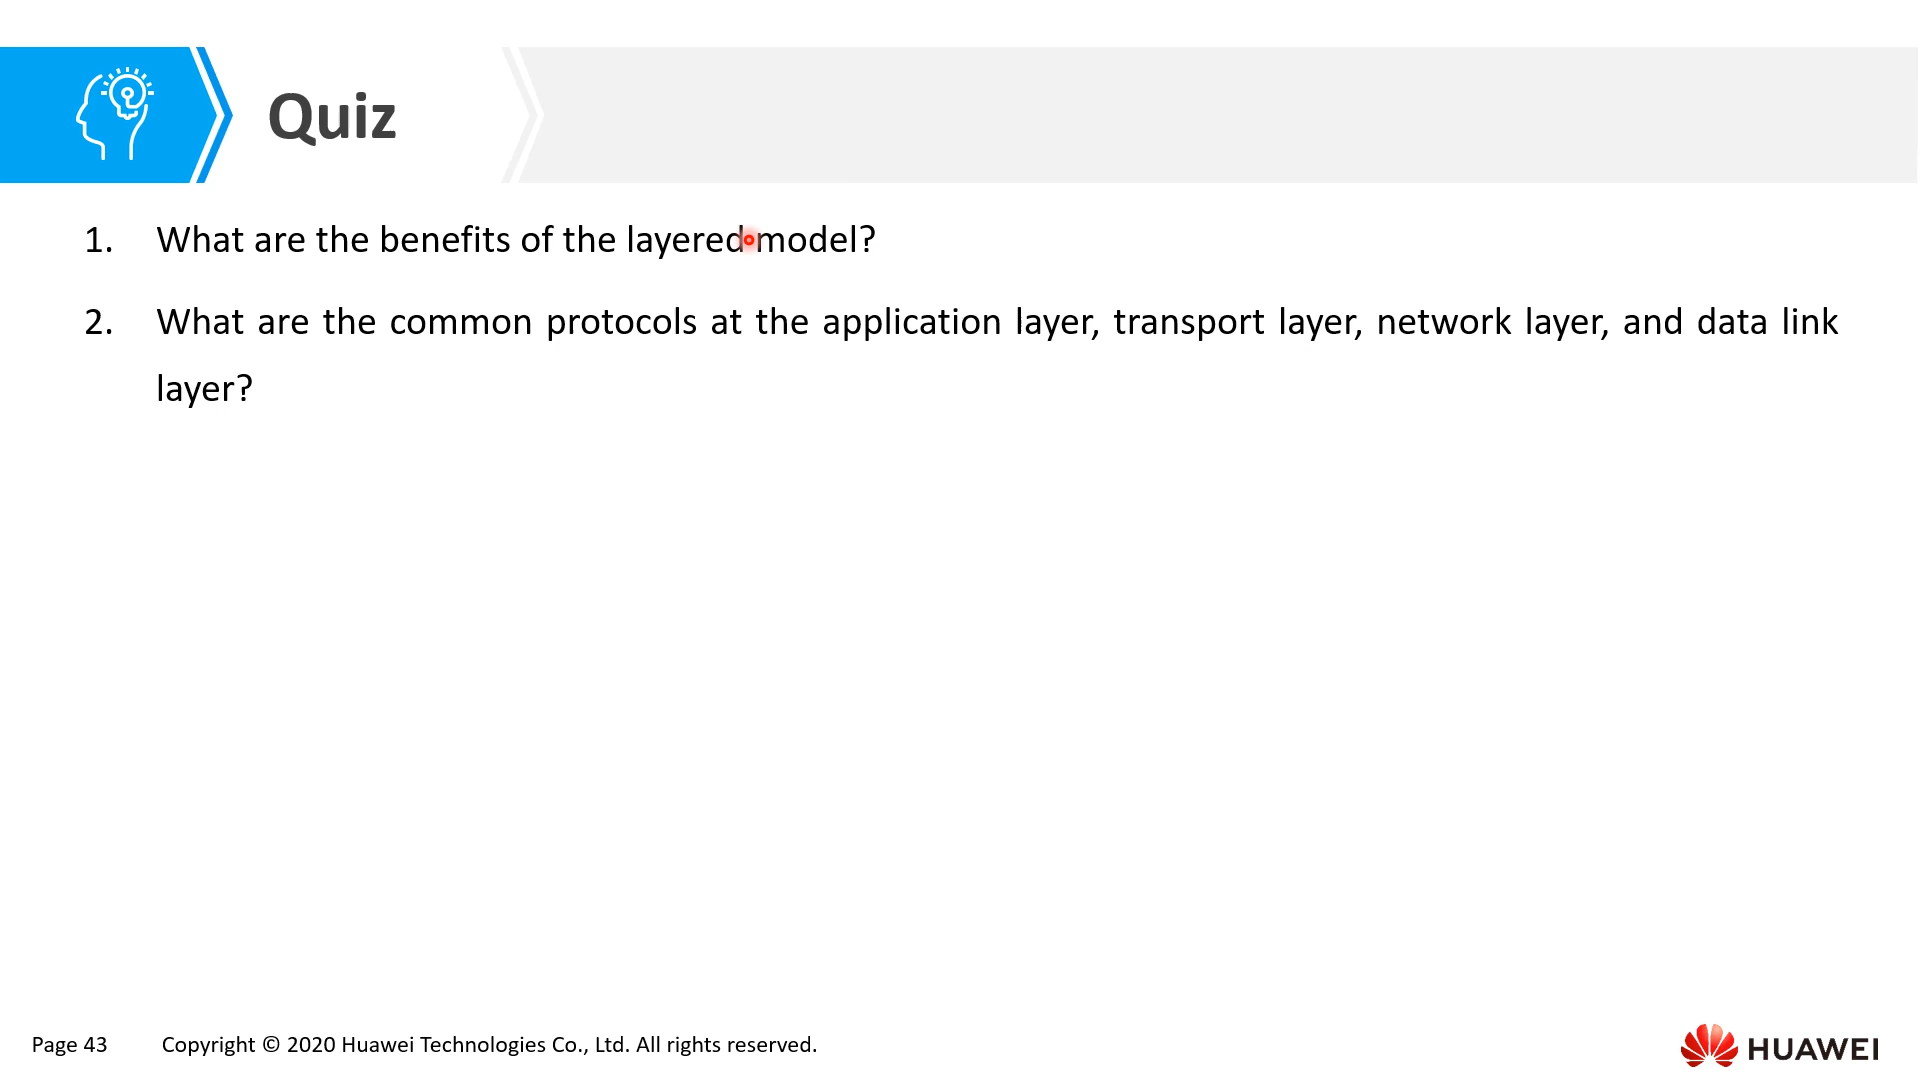 Quiz
1. What are the benefits of the layered model?
2. What are the common protocols at the application layer, transport layer, network layer, and data link
layer?
Page 43 Copyright © 2020 Huawei Technologies Co., Ltd. All rights reserved.
HUAWEI